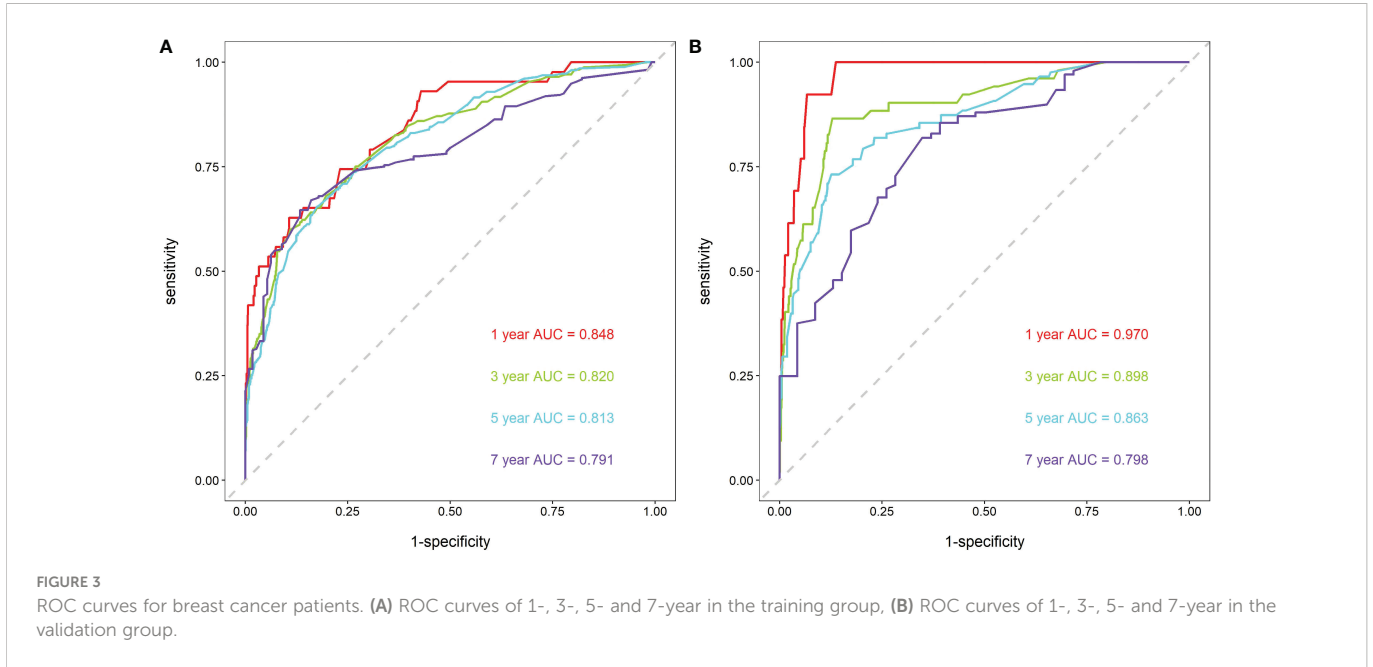 A
sensitivity
1.00
0.75
0.50
0.25
0.00
1 year AUC = 0.848
3 year AUC = 0.820
5 year AUC = 0.813
7 year AUC = 0.791
0.00 0.25 0.50 0.75 1.00
1-specificity
B
sensitivity
1.00
0.75
0.50
0.25
0.00
1 year AUC = 0.970
3 year AUC = 0.898
5 year AUC = 0.863
7 year AUC = 0.798
0.00 0.25 0.50 0.75 1.00
1-specificity
FIGURE 3
ROC curves for breast cancer patients. (A) ROC curves of 1-, 3-, 5- and 7-year in the training group, (B) ROC curves of 1-, 3-, 5- and 7-year in the
validation group.